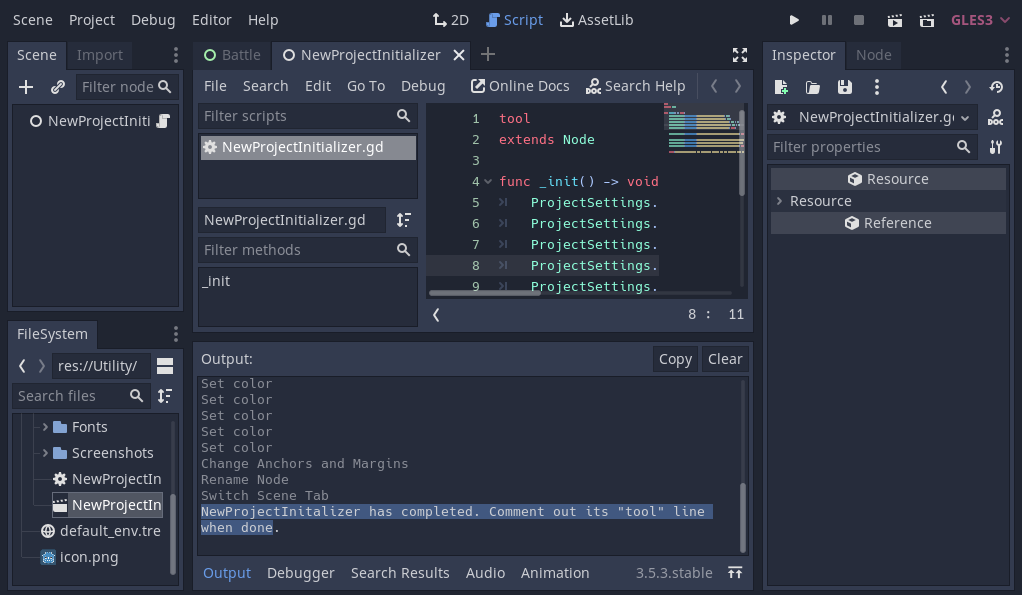 Scene Project Debug Editor Help 2D Script AssetLib GLES3
Scene Import
Filter node
NewProjectIniti
FileSystem
res://Utility/
Search files
Fonts
Screenshots
NewProjectIn
NewProjectIn
default_env.tre
icon.png
Battle NewProjectInitializer
File Search Edit Go To Debug Online Docs Search Help
Filter scripts
NewProjectInitializer.gd
NewProjectInitializer.gd
Filter methods
_init
1 tool
2 extends Node
3
4 func _init() -> void
5 ProjectSettings.
6 ProjectSettings.
7 ProjectSettings.
8 ProjectSettings.
9 ProjectSettings.
8 : 11
Output: Copy Clear
Set color
Set color
Set color
Set color
Set color
Change Anchors and Margins
Rename Node
Switch Scene Tab
NewProjectInitalizer has completed. Comment out its "tool" line
when done.
Output Debugger Search Results Audio Animation 3.5.3.stable
Inspector Node
NewProjectInitializer.g
Filter properties
Resource
Resource
Reference